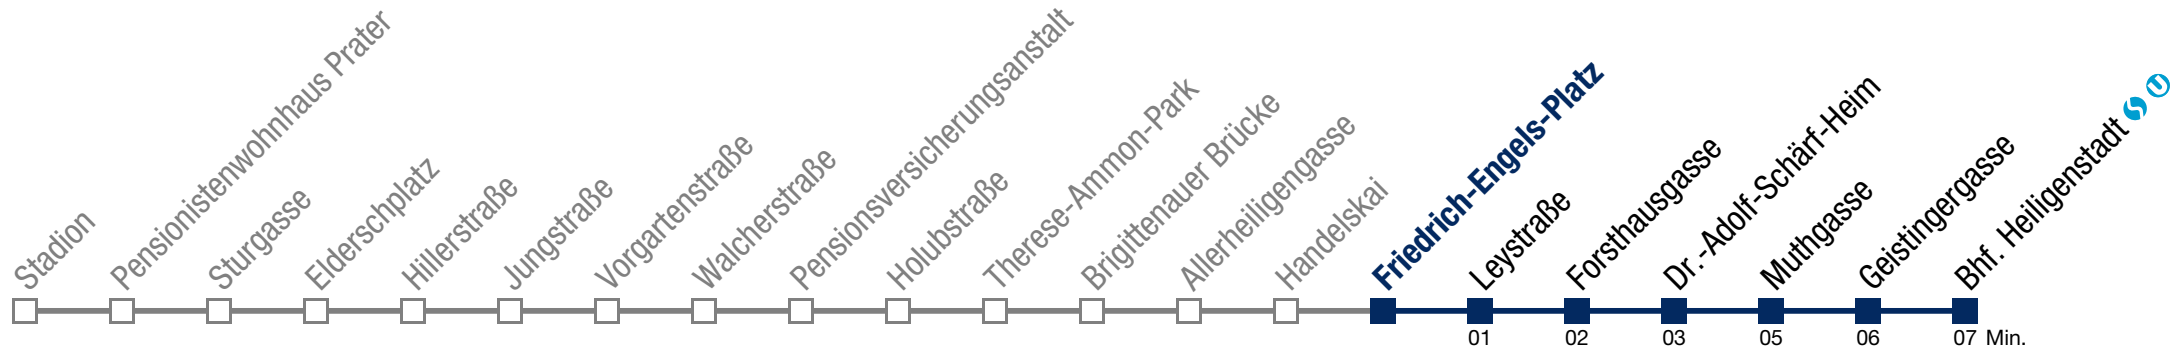 Stadion
Pensionistenwohnhaus Prater
Sturgasse
Elderschplatz
Hillerstraße
Jungstraße
Vorgartenstraße
Walcherstraße
Pensionsversicherungsanstalt
Holubstraße
Therese-Ammon-Park
Brigittenauer Brücke
Allerheiligengasse
Handelskai
Friedrich-Engels-Platz
Leystraße
Forsthausgasse
Dr.-Adolf-Schärf-Heim
Muthgasse
Geistingergasse
Bhf. Heiligenstadt S U
01 02 03 05 06 07 Min.